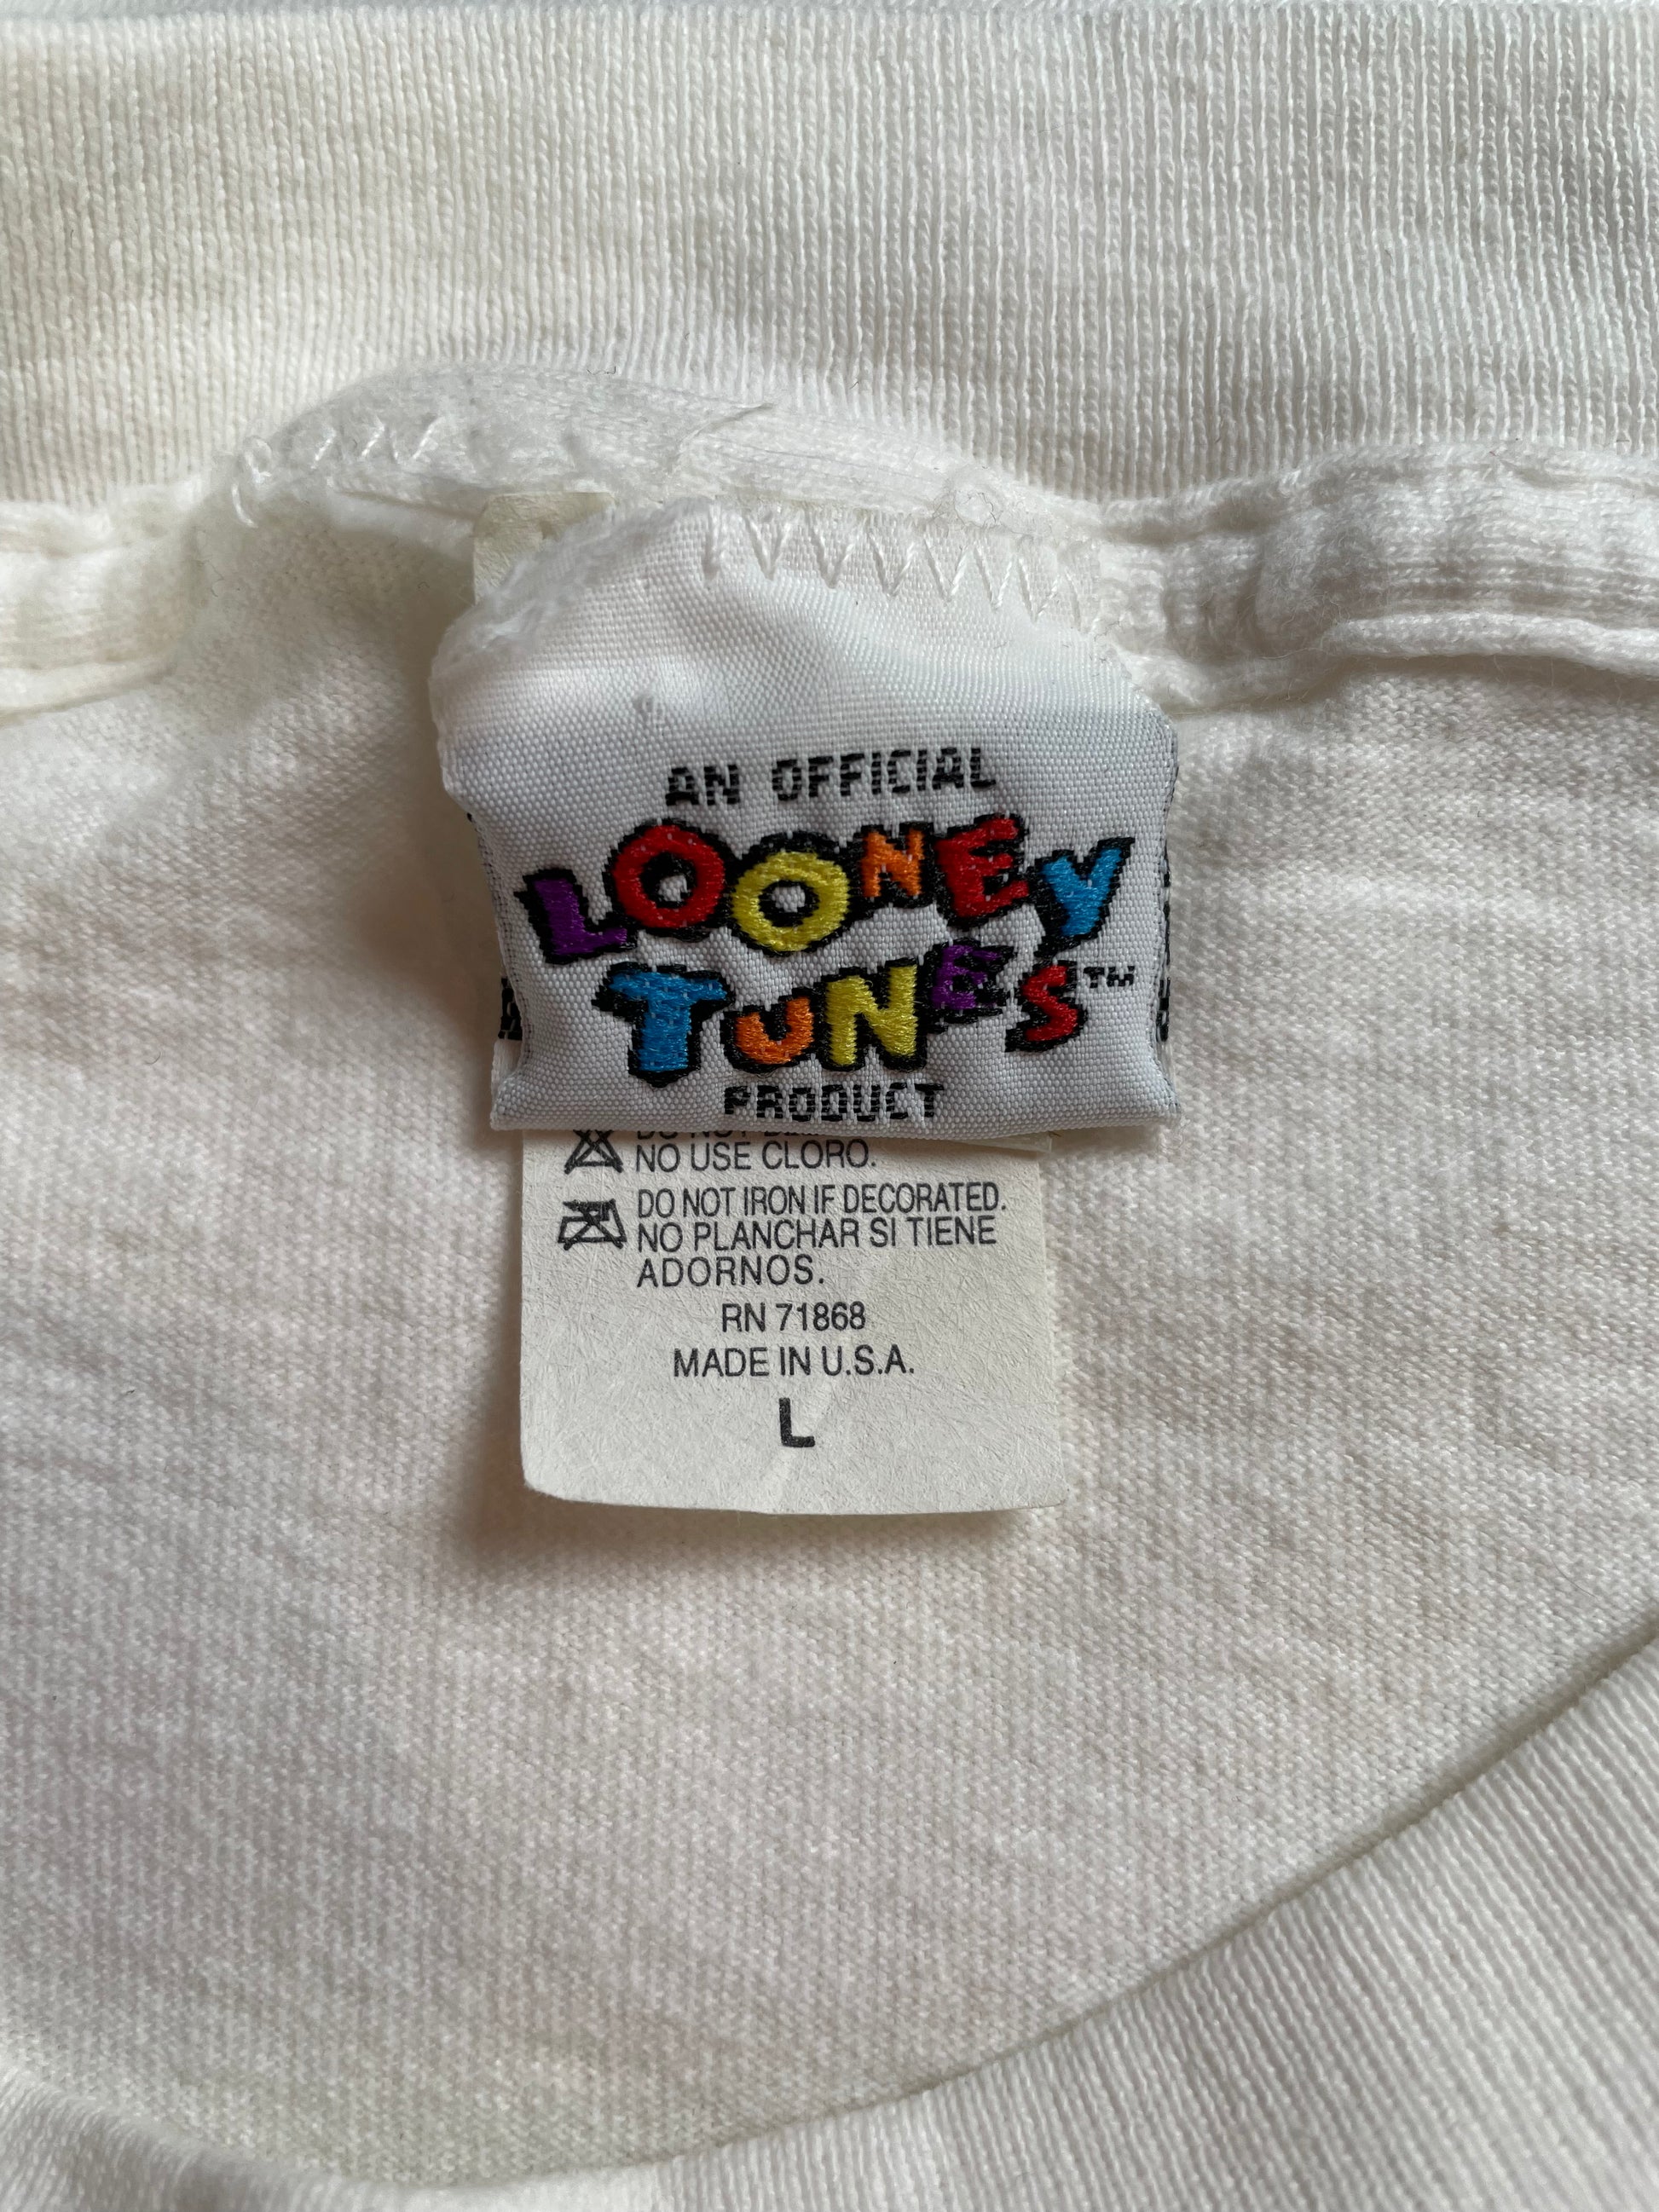 AN OFFICIAL
LOONEY
TUNES™
PRODUCT
NO USE CLORO.
DO NOT IRON IF DECORATED.
NO PLANCHAR SI TIENE
ADORNOS.
RN 71868
MADE IN U.S.A.
L